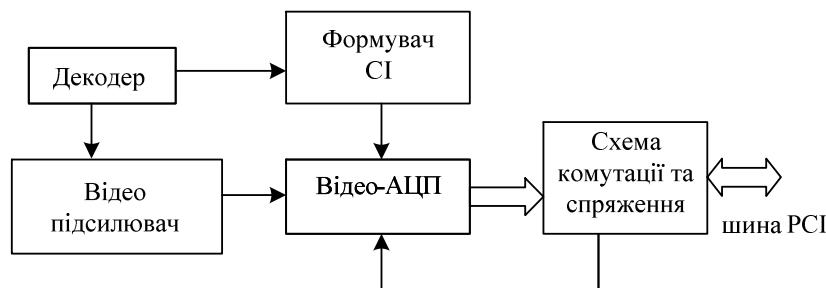 Формувач
СІ
Декодер
Відео
підсилювач
Відео-АЦП
Схема
комутації та
спряження
шина PCI